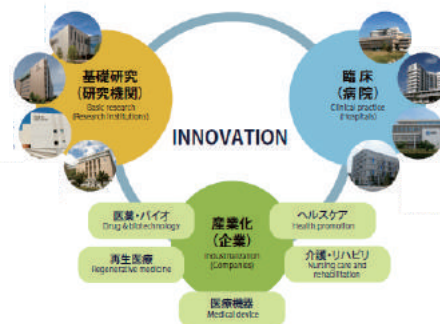 基礎研究
(研究機関)
Basic research
(Research Institutions)
臨床
(病院)
Clinical practice
(Hospitals)
INNOVATION
産業化
(企業)
Industrialization
(Companies)
医薬・バイオ
Drug & biotechnology
再生医療
Regenerative medicine
医療機器
Medical device
ヘルスケア
Health promotion
介護・リハビリ
Nursing care and
rehabilitation